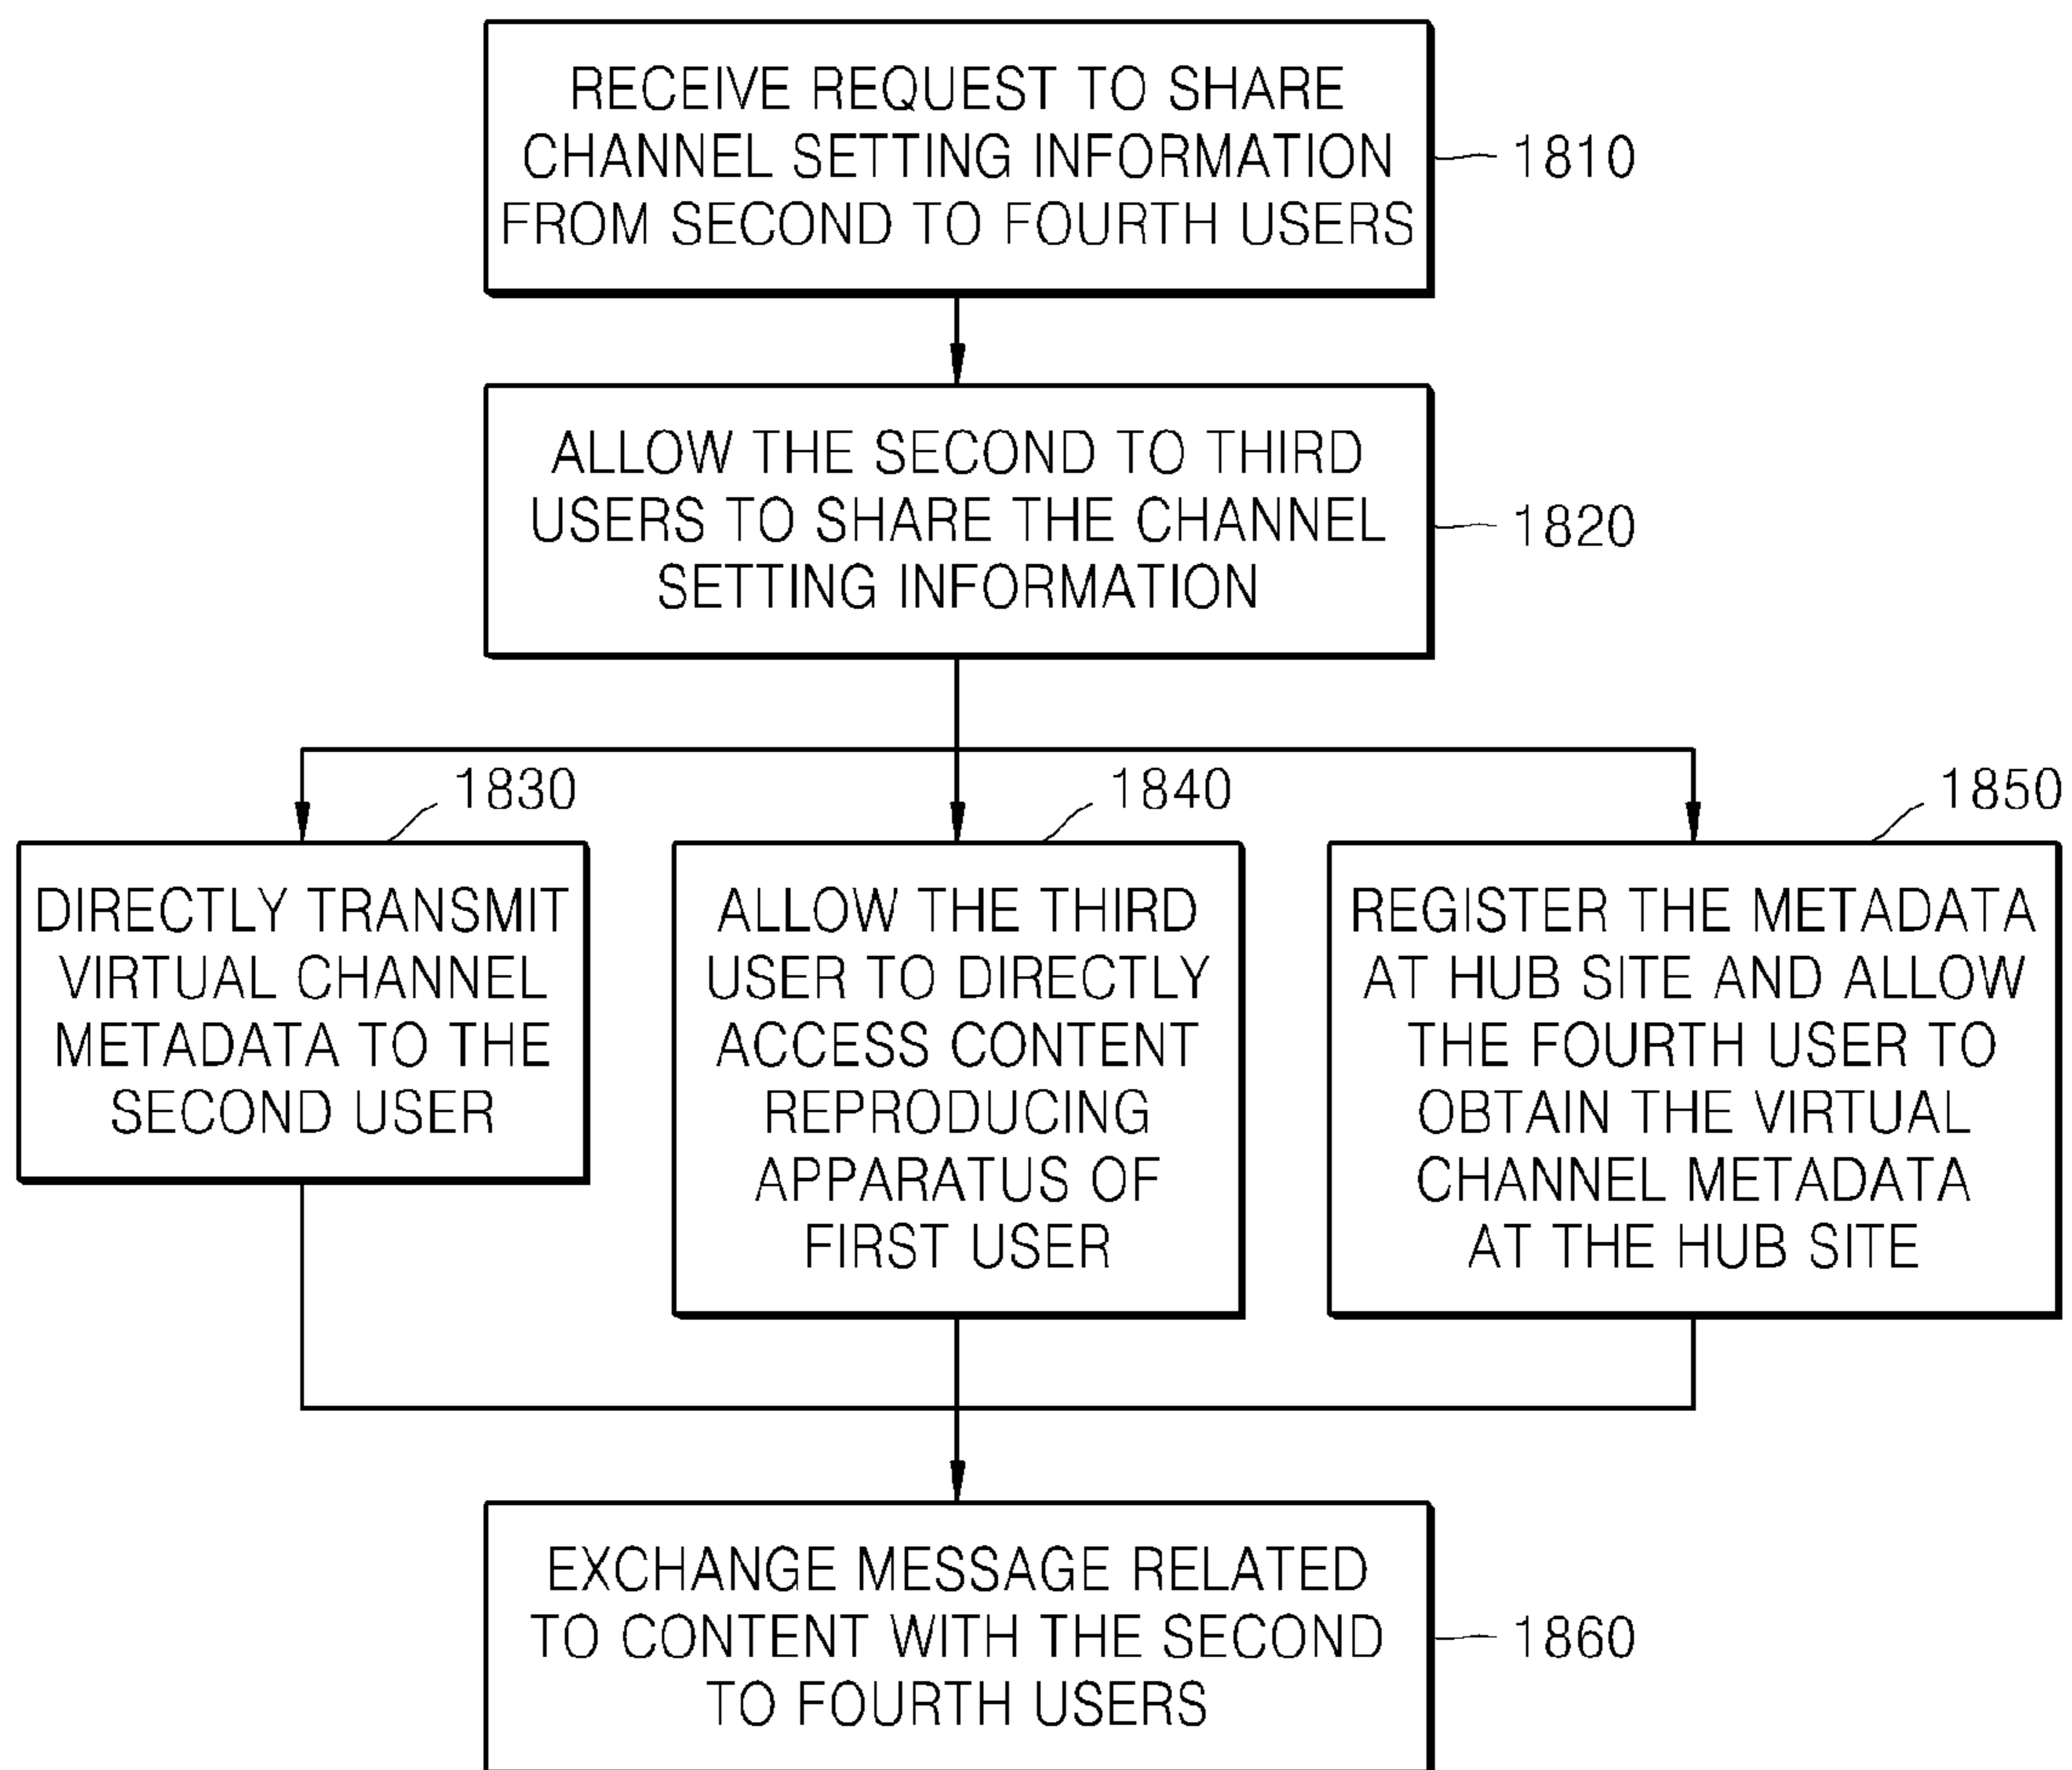 RECEIVE REQUEST TO SHARE
CHANNEL SETTING INFORMATION
FROM SECOND TO FOURTH USERS
1810
ALLOW THE SECOND TO THIRD
USERS TO SHARE THE CHANNEL
SETTING INFORMATION
1820
1830
DIRECTLY TRANSMIT
VIRTUAL CHANNEL
METADATA TO THE
SECOND USER
1840
ALLOW THE THIRD
USER TO DIRECTLY
ACCESS CONTENT
REPRODUCING
APPARATUS OF
FIRST USER
1850
REGISTER THE METADATA
AT HUB SITE AND ALLOW
THE FOURTH USER TO
OBTAIN THE VIRTUAL
CHANNEL METADATA
AT THE HUB SITE
EXCHANGE MESSAGE RELATED
TO CONTENT WITH THE SECOND
TO FOURTH USERS
1860